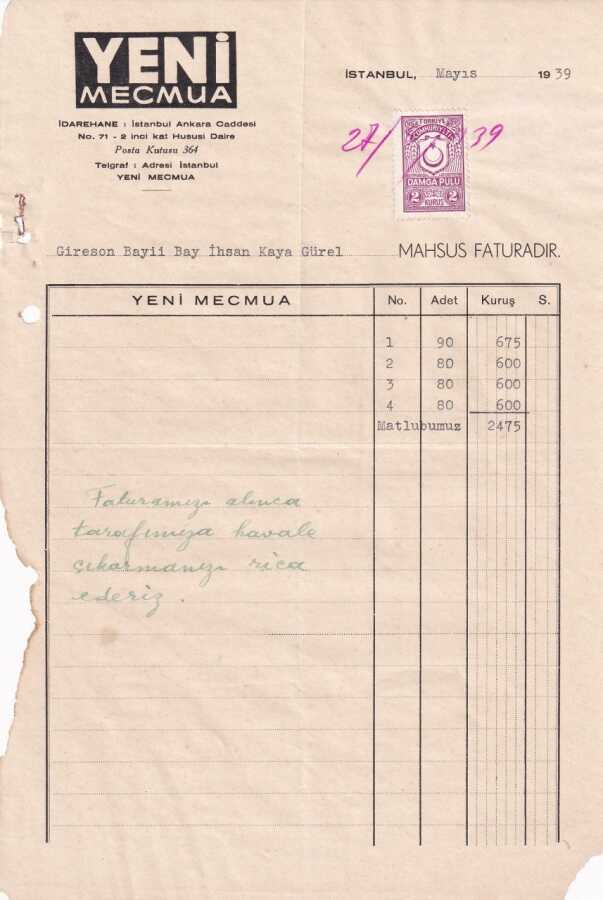 YENİ
MECMUA
İDAREHANE : İstanbul Ankara Caddesi
No. 71 - 2 inci kat Hususi Daire
Posta Kutusu 364
Telgraf : Adresi İstanbul
YENİ MECMUA
İSTANBUL, Mayıs 1939
27/ 39
TÜRKİYE
CUMHURİYETİ
DAMGA PULU
2 KURUŞ 2
Gireson Bayii Bay İhsan Kaya Gürel MAHSUS FATURADIR.
YENİ MECMUA No. Adet Kuruş S.
1 90 675
2 80 600
3 80 600
4 80 600
Matlubumuz 2475
Faturamızı alınca
tarafımıza havale
çıkarmanızı rica
ederiz.